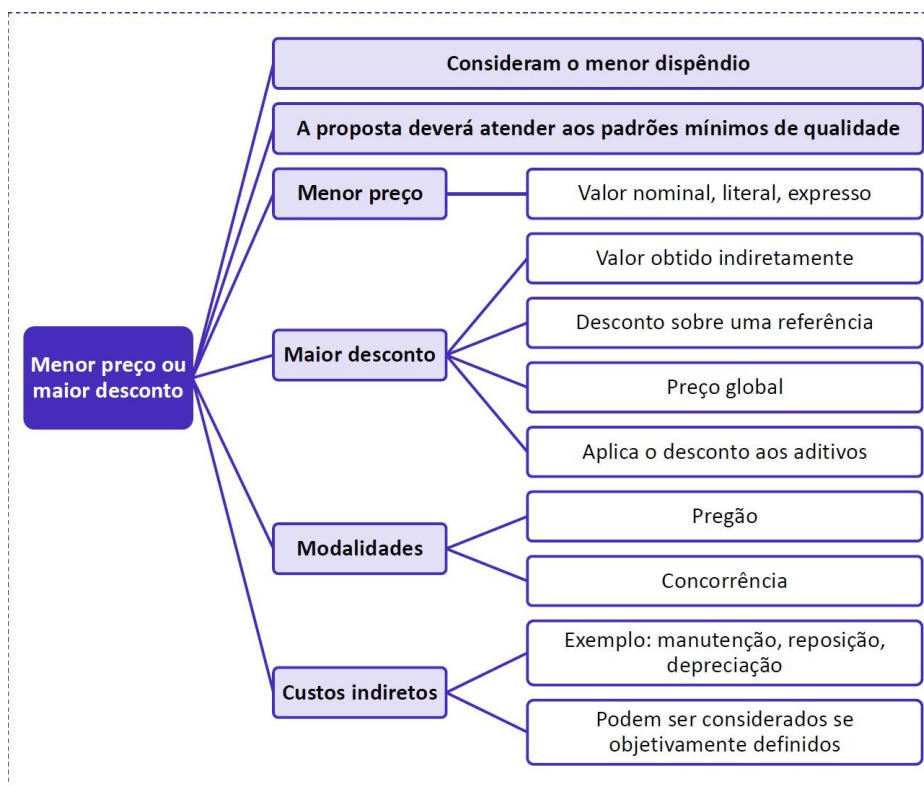 Menor preço ou
maior desconto
Consideram o menor dispêndio
A proposta deverá atender aos padrões mínimos de qualidade
Menor preço
Valor nominal, literal, expresso
Maior desconto
Valor obtido indiretamente
Desconto sobre uma referência
Preço global
Aplica o desconto aos aditivos
Modalidades
Pregão
Concorrência
Custos indiretos
Exemplo: manutenção, reposição,
depreciação
Podem ser considerados se
objetivamente definidos